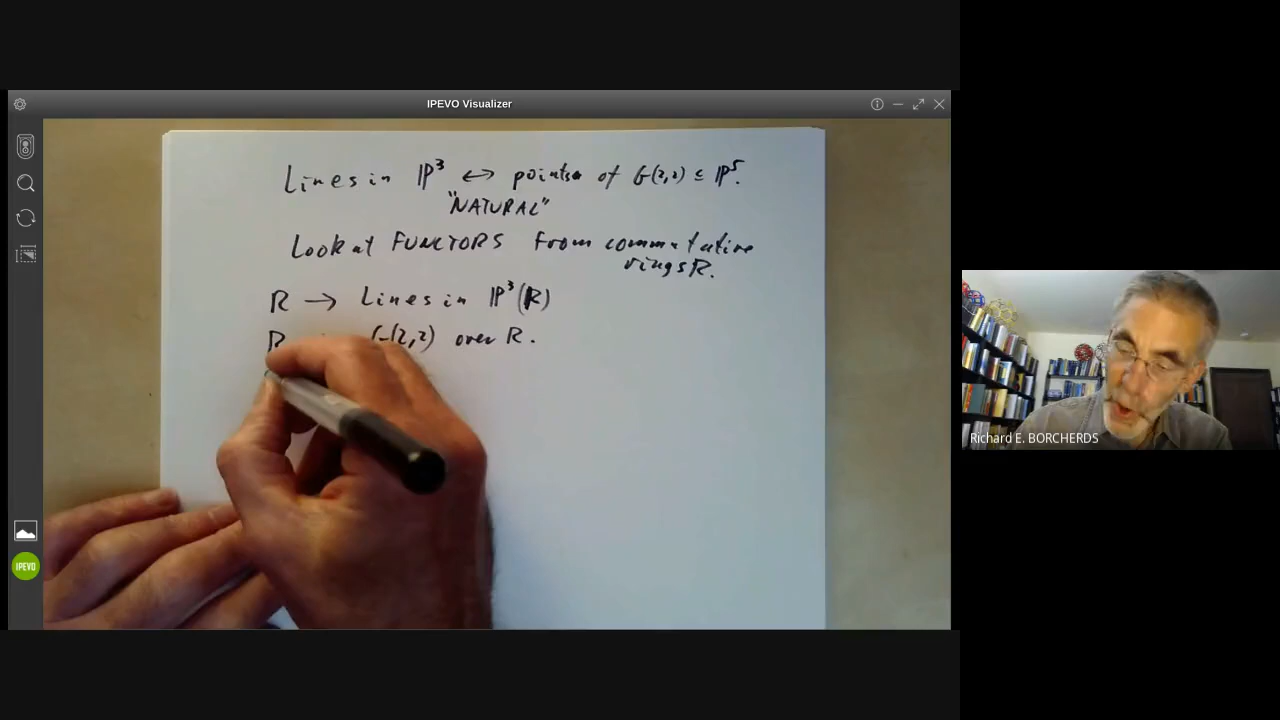 IPEVO Visualizer
Lines in ℙ³ ↔ points of G(2,2) ⊆ ℙ⁵.
"NATURAL"
Look at FUNCTORS from commutative
rings R.
R → Lines in ℙ³(R)
R G(2,2) over R.
Richard E. BORCHERDS
IPEVO